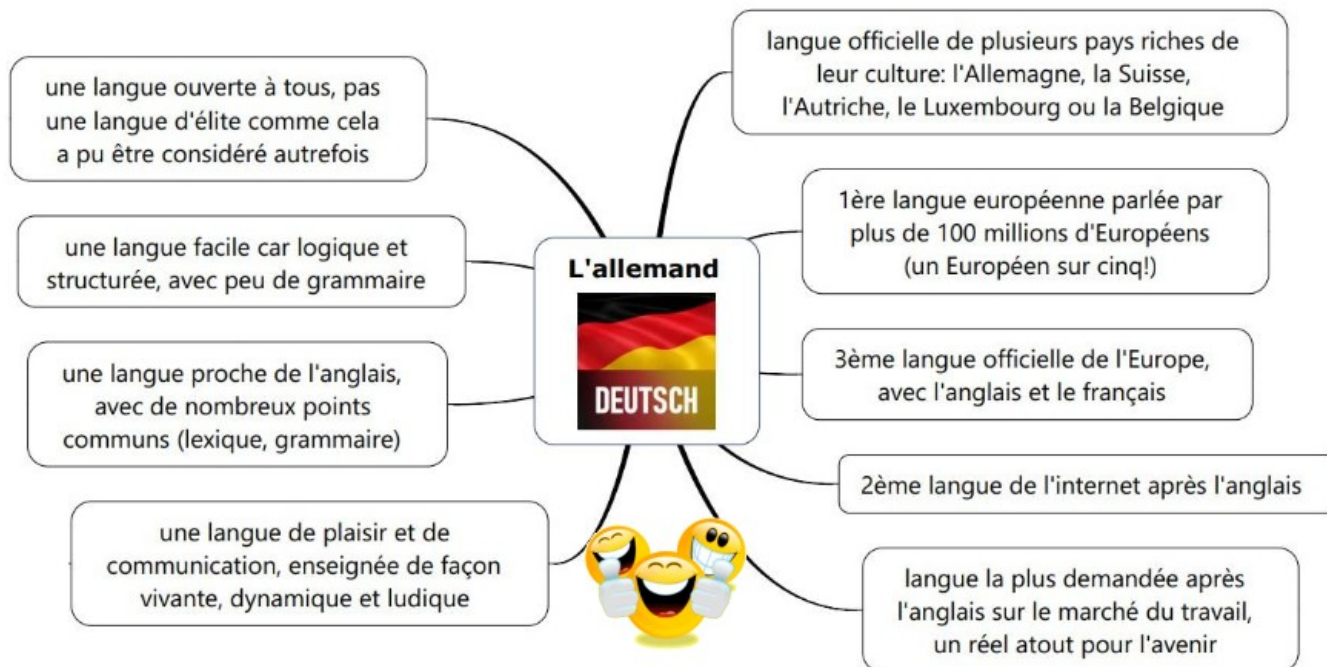 L'allemand
DEUTSCH
une langue ouverte à tous, pas
une langue d'élite comme cela
a pu être considéré autrefois
une langue facile car logique et
structurée, avec peu de grammaire
une langue proche de l'anglais,
avec de nombreux points
communs (lexique, grammaire)
une langue de plaisir et de
communication, enseignée de façon
vivante, dynamique et ludique
langue officielle de plusieurs pays riches de
leur culture: l'Allemagne, la Suisse,
l'Autriche, le Luxembourg ou la Belgique
1ère langue européenne parlée par
plus de 100 millions d'Européens
(un Européen sur cinq!)
3ème langue officielle de l'Europe,
avec l'anglais et le français
2ème langue de l'internet après l'anglais
langue la plus demandée après
l'anglais sur le marché du travail,
un réel atout pour l'avenir